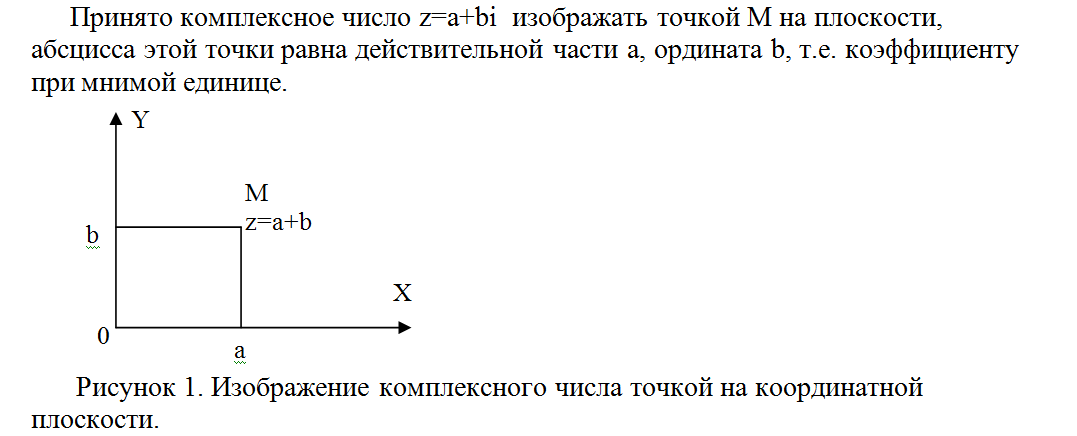 Принято комплексное число z=a+bi изображать точкой М на плоскости,
абсцисса этой точки равна действительной части а, ордината b, т.е. коэффициенту
при мнимой единице.
Y
М
z=a+b
b
X
0
a
Рисунок 1. Изображение комплексного числа точкой на координатной
плоскости.